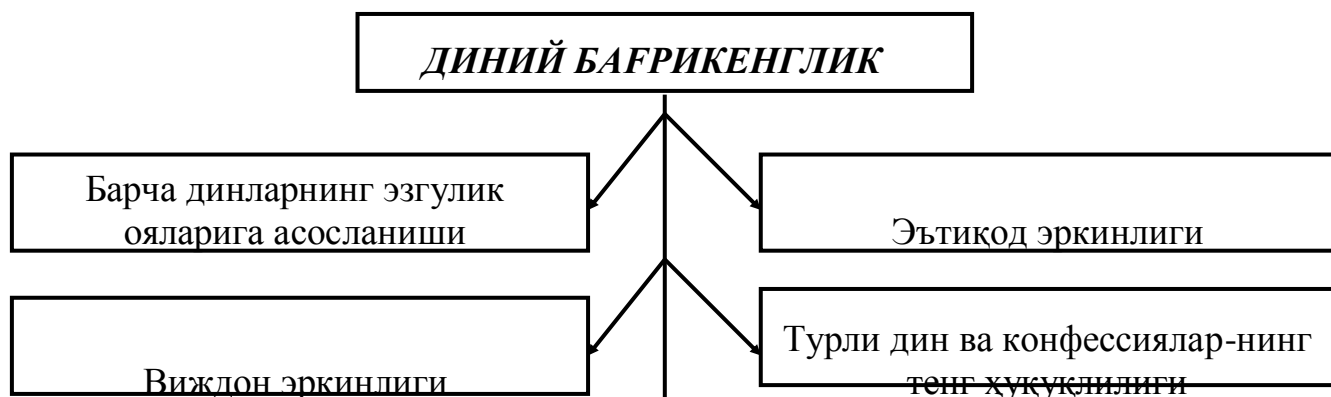 ДИНИЙ БАҒРИКЕНГЛИК
Барча динларнинг эзгулик
ояларига асосланиши
Эътиқод эркинлиги
Виждон эркинлиги
Турли дин ва конфессиялар-нинг
тенг ҳуқуқлилиги